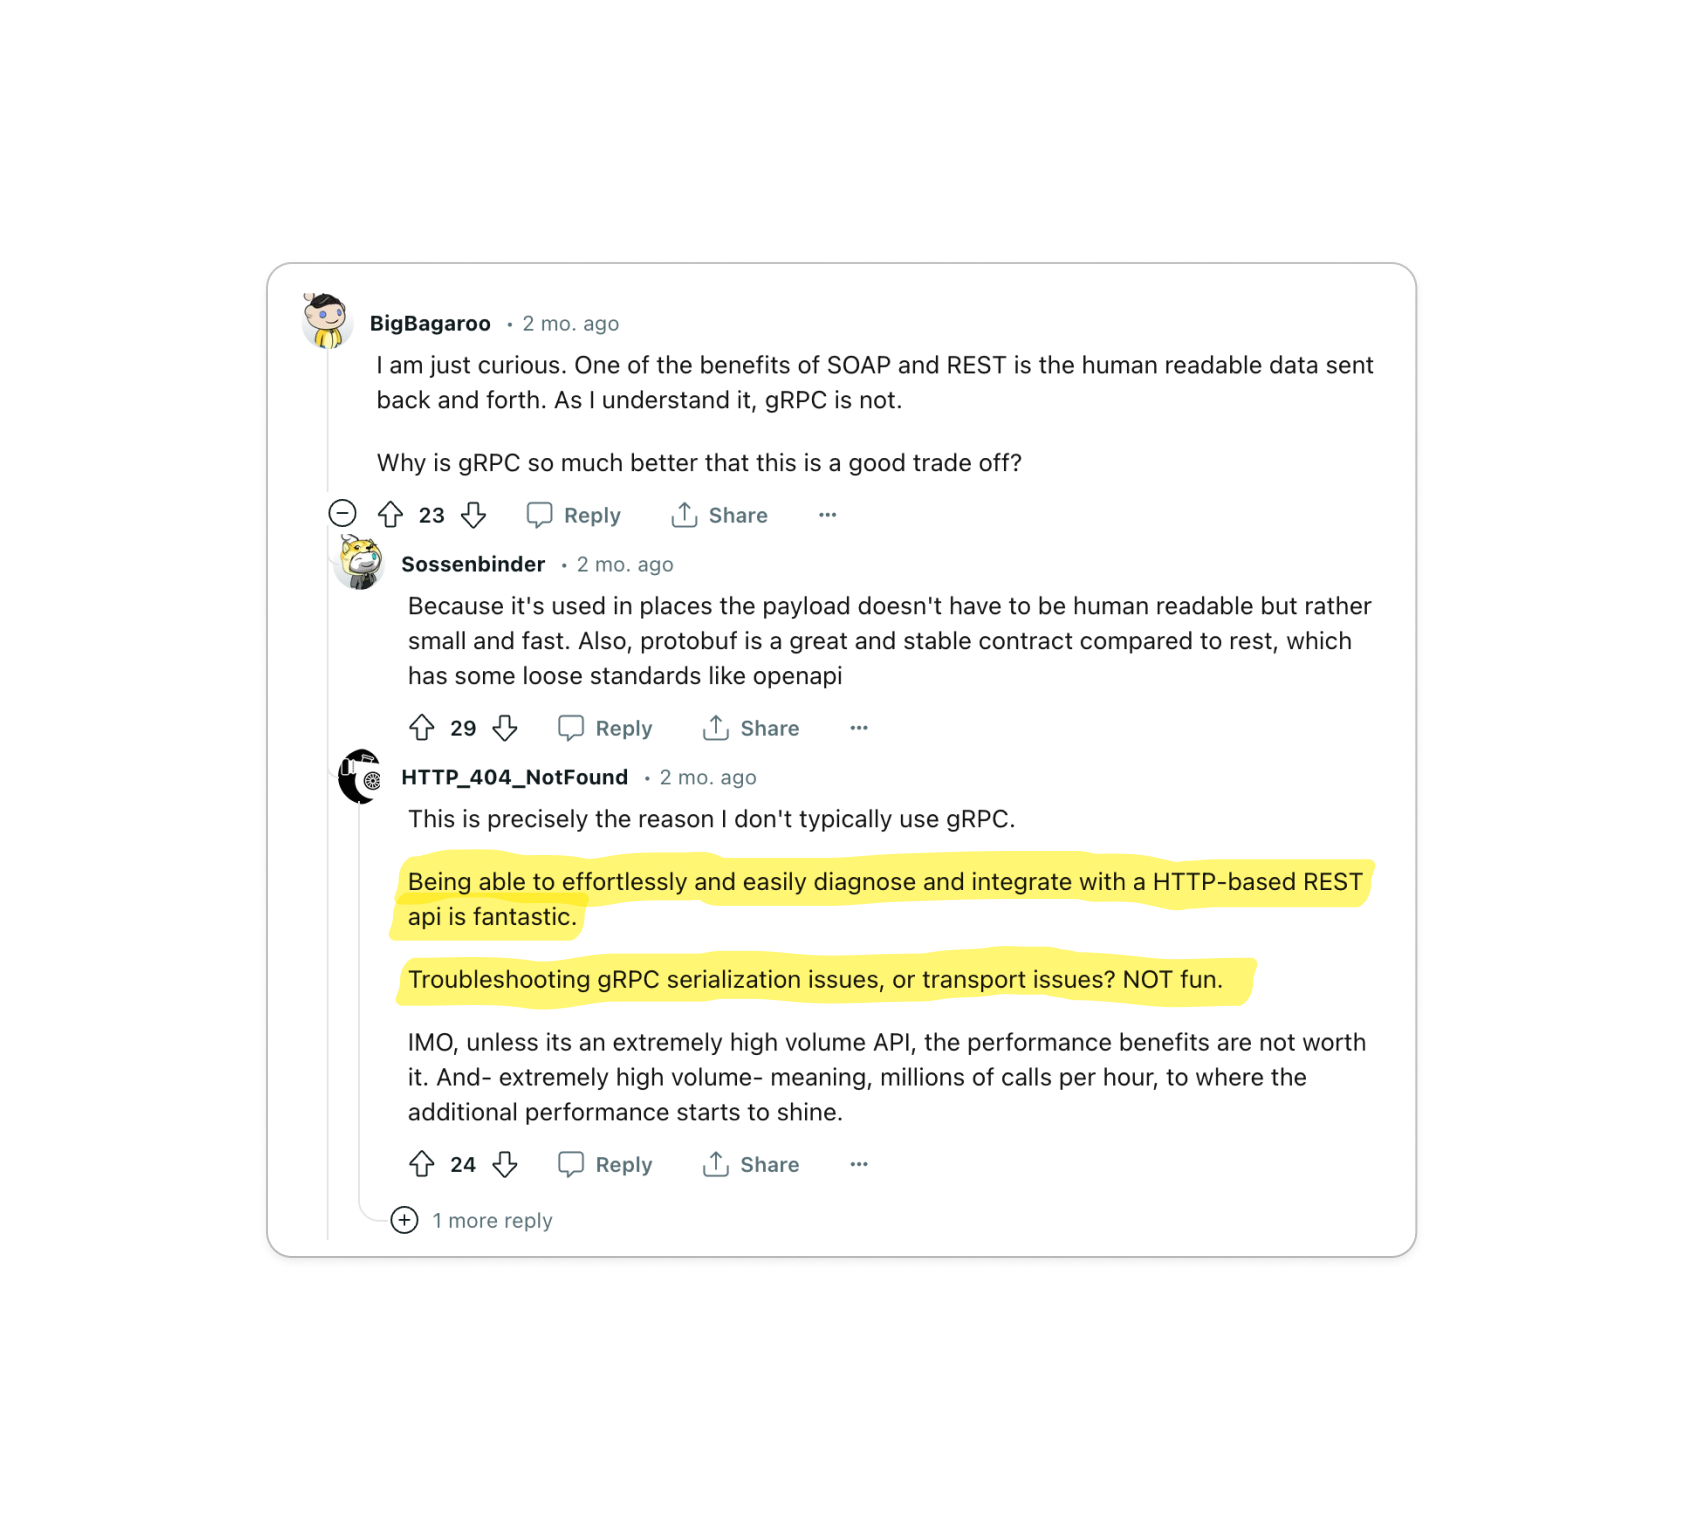 BigBagaroo • 2 mo. ago
I am just curious. One of the benefits of SOAP and REST is the human readable data sent
back and forth. As I understand it, gRPC is not.
Why is gRPC so much better that this is a good trade off?
23 Reply Share ...
Sossenbinder • 2 mo. ago
Because it's used in places the payload doesn't have to be human readable but rather
small and fast. Also, protobuf is a great and stable contract compared to rest, which
has some loose standards like openapi
29 Reply Share ...
HTTP_404_NotFound • 2 mo. ago
This is precisely the reason I don't typically use gRPC.
Being able to effortlessly and easily diagnose and integrate with a HTTP-based REST
api is fantastic.
Troubleshooting gRPC serialization issues, or transport issues? NOT fun.
IMO, unless its an extremely high volume API, the performance benefits are not worth
it. And- extremely high volume- meaning, millions of calls per hour, to where the
additional performance starts to shine.
24 Reply Share ...
1 more reply